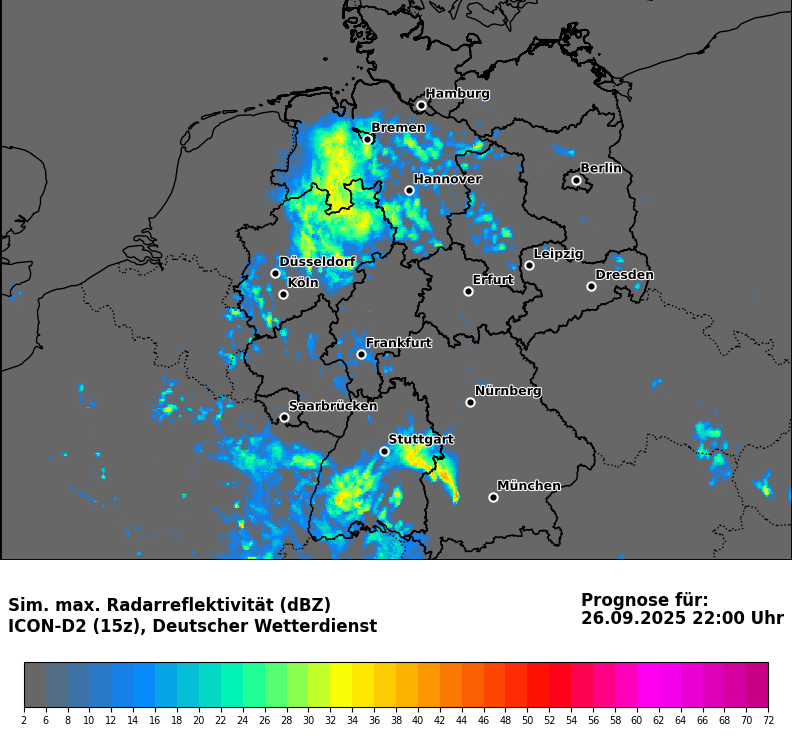 Hamburg
Bremen
Berlin
Hannover
Leipzig
Düsseldorf
Dresden
Köln
Erfurt
Frankfurt
Nürnberg
Saarbrücken
Stuttgart
München
Sim. max. Radarreflektivität (dBZ)
ICON-D2 (15z), Deutscher Wetterdienst
Prognose für:
26.09.2025 22:00 Uhr
2 6 8 10 12 14 16 18 20 22 24 26 28 30 32 34 36 38 40 42 44 46 48 50 52 54 56 58 60 62 64 66 68 70 72